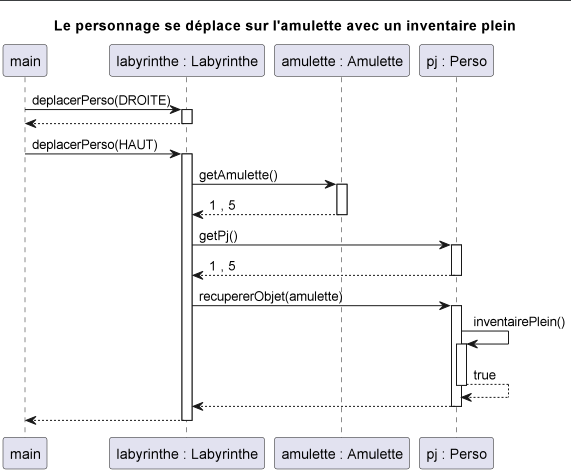 Le personnage se déplace sur l'amulette avec un inventaire plein
main labyrinthe : Labyrinthe amulette : Amulette pj : Perso
deplacerPerso(DROITE)
deplacerPerso(HAUT)
getAmulette()
1 , 5
getPj()
1 , 5
recupererObjet(amulette)
inventairePlein()
true
main labyrinthe : Labyrinthe amulette : Amulette pj : Perso